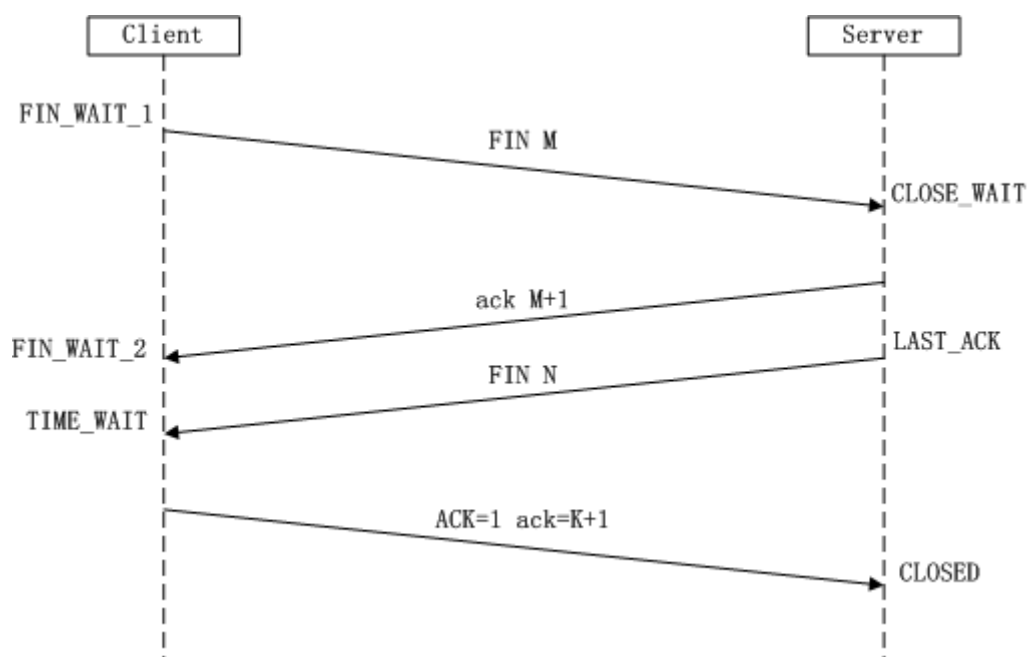 Client
Server
FIN_WAIT_1
FIN M
CLOSE_WAIT
ack M+1
FIN_WAIT_2
LAST_ACK
FIN N
TIME_WAIT
ACK=1 ack=K+1
CLOSED